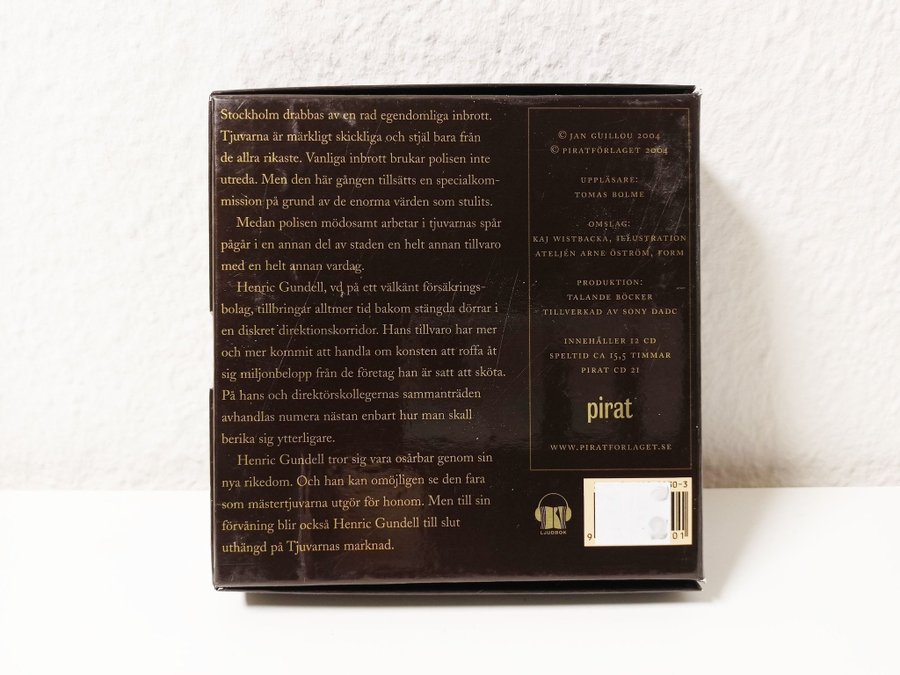 Stockholm drabbas av en rad egendomliga inbrott.
Tjuvarna är märkligt skickliga och stjäl bara från
de allra rikaste. Vanliga inbrott brukar polisen inte
utreda. Men den här gången tillsätts en specialkom-
mission på grund av de enorma värden som stulits.
Medan polisen mödosamt arbetar i tjuvarnas spår
pågår i en annan del av staden en helt annan tillvaro
med en helt annan vardag.
Henric Gundell, vd på ett välkänt försäkrings-
bolag, tillbringar alltmer tid bakom stängda dörrar i
en diskret direktionskorridor. Hans tillvaro har mer
och mer kommit att handla om konsten att roffa åt
sig miljonbelopp från de företag han är satt att sköta.
På hans och direktörskollegernas sammanträden
avhandlas numera nästan enbart hur man skall
berika sig ytterligare.
Henric Gundell tror sig vara osårbar genom sin
nya rikedom. Och han kan omöjligen se den fara
som mästertjuvarna utgör för honom. Men till sin
förvåning blir också Henric Gundell till slut
uthängd på Tjuvarnas marknad.
© JAN GUILLOU 2004
© PIRATFÖRLAGET 2004
UPPLÄSARE:
TOMAS BOLME
OMSLAG:
KAJ WISTBACKA, ILLUSTRATION
ATELJÉN ARNE ÖSTRÖM, FORM
PRODUKTION:
TALANDE BÖCKER
TILLVERKAD AV SONY DADC
INNEHÅLLER 12 CD
SPELTID CA 15,5 TIMMAR
PIRAT CD 21
pirat
WWW.PIRATFORLAGET.SE
LJUDBOK
0-3
9 01